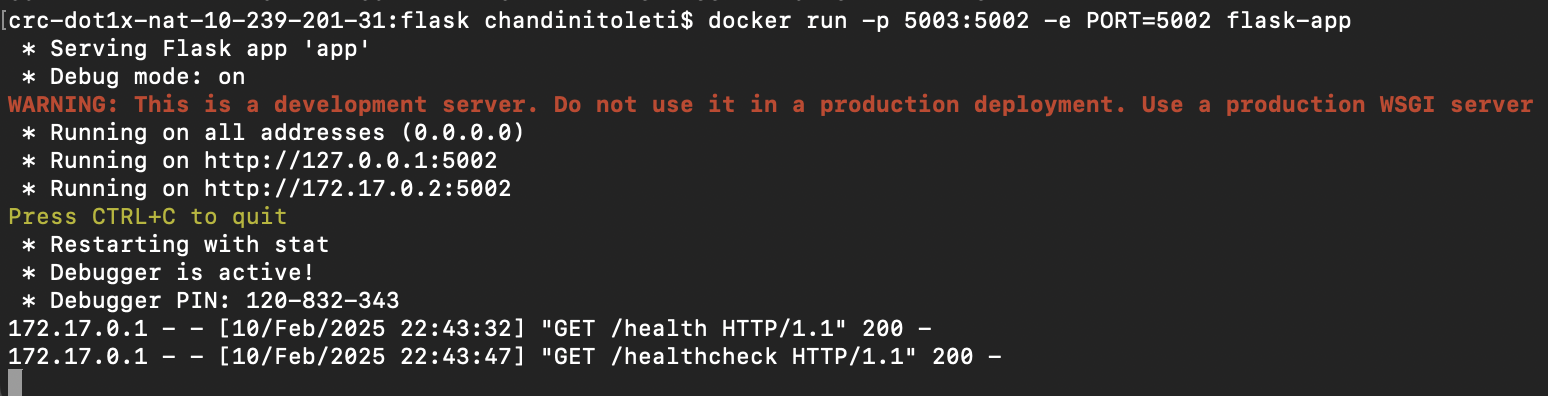 [crc-dot1x-nat-10-239-201-31:flask chandinitoleti$ docker run -p 5003:5002 -e PORT=5002 flask-app
 * Serving Flask app 'app'
 * Debug mode: on
WARNING: This is a development server. Do not use it in a production deployment. Use a production WSGI server
 * Running on all addresses (0.0.0.0)
 * Running on http://127.0.0.1:5002
 * Running on http://172.17.0.2:5002
Press CTRL+C to quit
 * Restarting with stat
 * Debugger is active!
 * Debugger PIN: 120-832-343
172.17.0.1 - - [10/Feb/2025 22:43:32] "GET /health HTTP/1.1" 200 -
172.17.0.1 - - [10/Feb/2025 22:43:47] "GET /healthcheck HTTP/1.1" 200 -